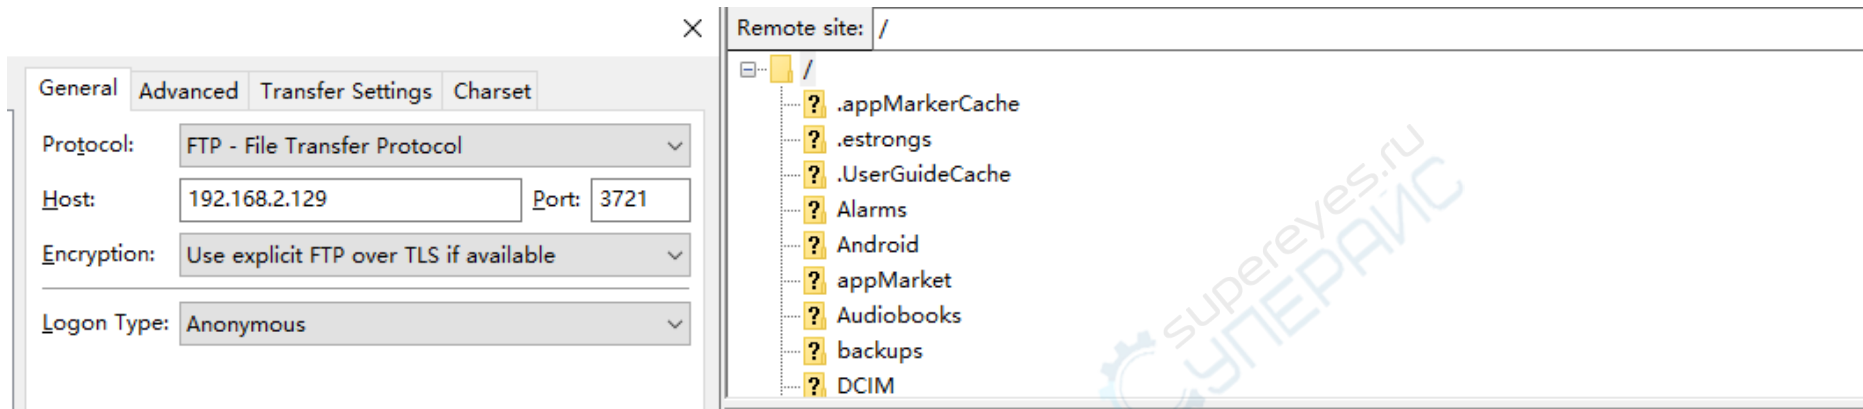 General Advanced Transfer Settings Charset
Protocol: FTP - File Transfer Protocol
Host: 192.168.2.129 Port: 3721
Encryption: Use explicit FTP over TLS if available
Logon Type: Anonymous
Remote site: /
/
.appMarkerCache
.estrongs
.UserGuideCache
Alarms
Android
appMarket
Audiobooks
backups
DCIM
supereyes.ru
СУПЕРАЙС